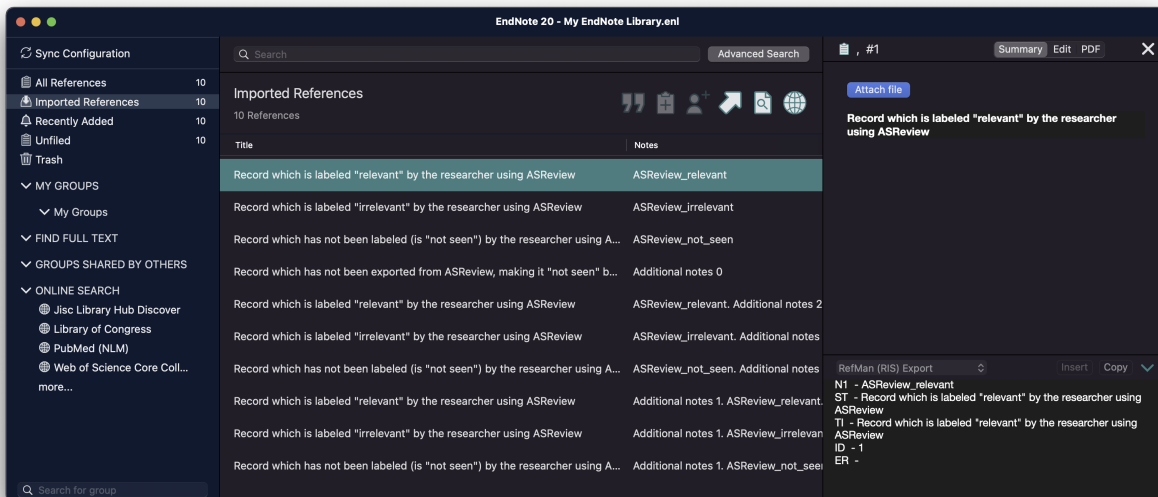 EndNote 20 - My EndNote Library.enl
Sync Configuration
All References 10
Imported References 10
Recently Added 10
Unfiled 10
Trash
MY GROUPS
My Groups
FIND FULL TEXT
GROUPS SHARED BY OTHERS
ONLINE SEARCH
Jisc Library Hub Discover
Library of Congress
PubMed (NLM)
Web of Science Core Coll...
more...
Search for group
Search
Advanced Search
Imported References
10 References
Title Notes
Record which is labeled "relevant" by the researcher using ASReview ASReview_relevant
Record which is labeled "irrelevant" by the researcher using ASReview ASReview_irrelevant
Record which has not been labeled (is "not seen") by the researcher using A... ASReview_not_seen
Record which has not been exported from ASReview, making it "not seen" b... Additional notes 0
Record which is labeled "relevant" by the researcher using ASReview ASReview_relevant. Additional notes 2
Record which is labeled "irrelevant" by the researcher using ASReview ASReview_irrelevant. Additional notes
Record which has not been labeled (is "not seen") by the researcher using A... ASReview_not_seen. Additional notes
Record which is labeled "relevant" by the researcher using ASReview Additional notes 1. ASReview_relevant.
Record which is labeled "irrelevant" by the researcher using ASReview Additional notes 1. ASReview_irrelevan
Record which has not been labeled (is "not seen") by the researcher using A... Additional notes 1. ASReview_not_see
, #1
Summary Edit PDF
Attach file
Record which is labeled "relevant" by the researcher
using ASReview
RefMan (RIS) Export Insert Copy
N1 - ASReview_relevant
ST - Record which is labeled "relevant" by the researcher using
ASReview
TI - Record which is labeled "relevant" by the researcher using
ASReview
ID - 1
ER -